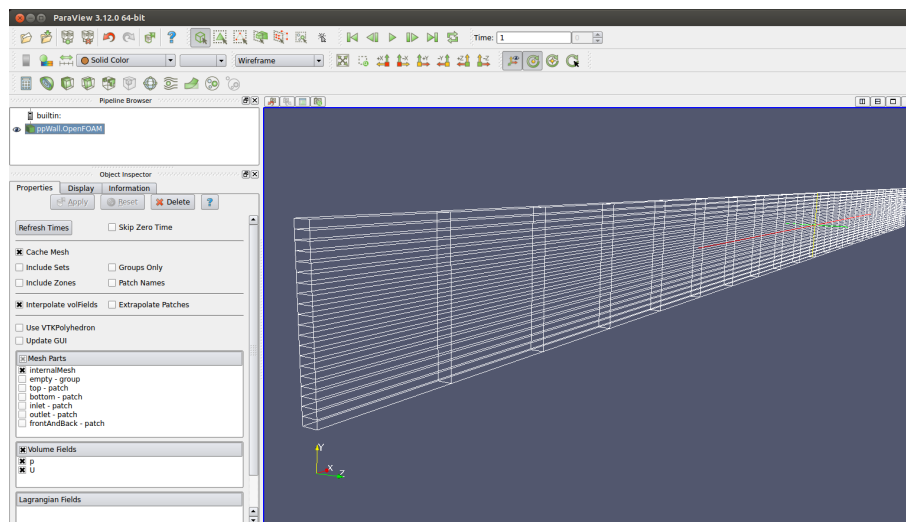 ParaView 3.12.0 64-bit
Time: 1 0
Solid Color Wireframe
Pipeline Browser
builtin:
ppWall.OpenFOAM
Object Inspector
Properties Display Information
Apply Reset Delete ?
Refresh Times Skip Zero Time
Cache Mesh
Include Sets Groups Only
Include Zones Patch Names
Interpolate volFields Extrapolate Patches
Use VTKPolyhedron
Update GUI
Mesh Parts
internalMesh
empty - group
top - patch
bottom - patch
inlet - patch
outlet - patch
frontAndBack - patch
Volume Fields
p
U
Lagrangian Fields
Y
X
Z